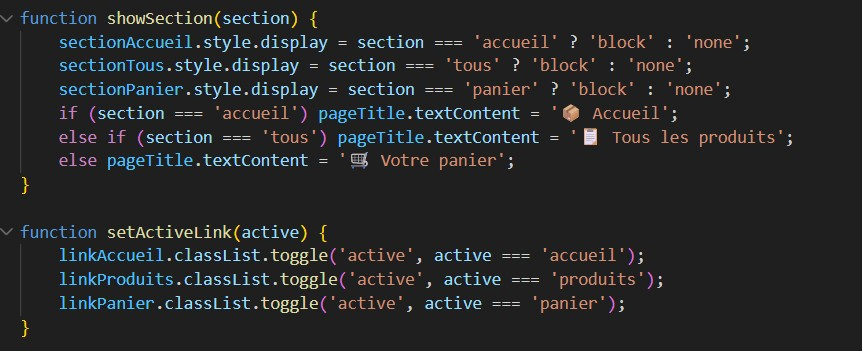 function showSection(section) {
    sectionAccueil.style.display = section === 'accueil' ? 'block' : 'none';
    sectionTous.style.display = section === 'tous' ? 'block' : 'none';
    sectionPanier.style.display = section === 'panier' ? 'block' : 'none';
    if (section === 'accueil') pageTitle.textContent = '📦 Accueil';
    else if (section === 'tous') pageTitle.textContent = '📋 Tous les produits';
    else pageTitle.textContent = '🛒 Votre panier';
}

function setActiveLink(active) {
    linkAccueil.classList.toggle('active', active === 'accueil');
    linkProduits.classList.toggle('active', active === 'produits');
    linkPanier.classList.toggle('active', active === 'panier');
}